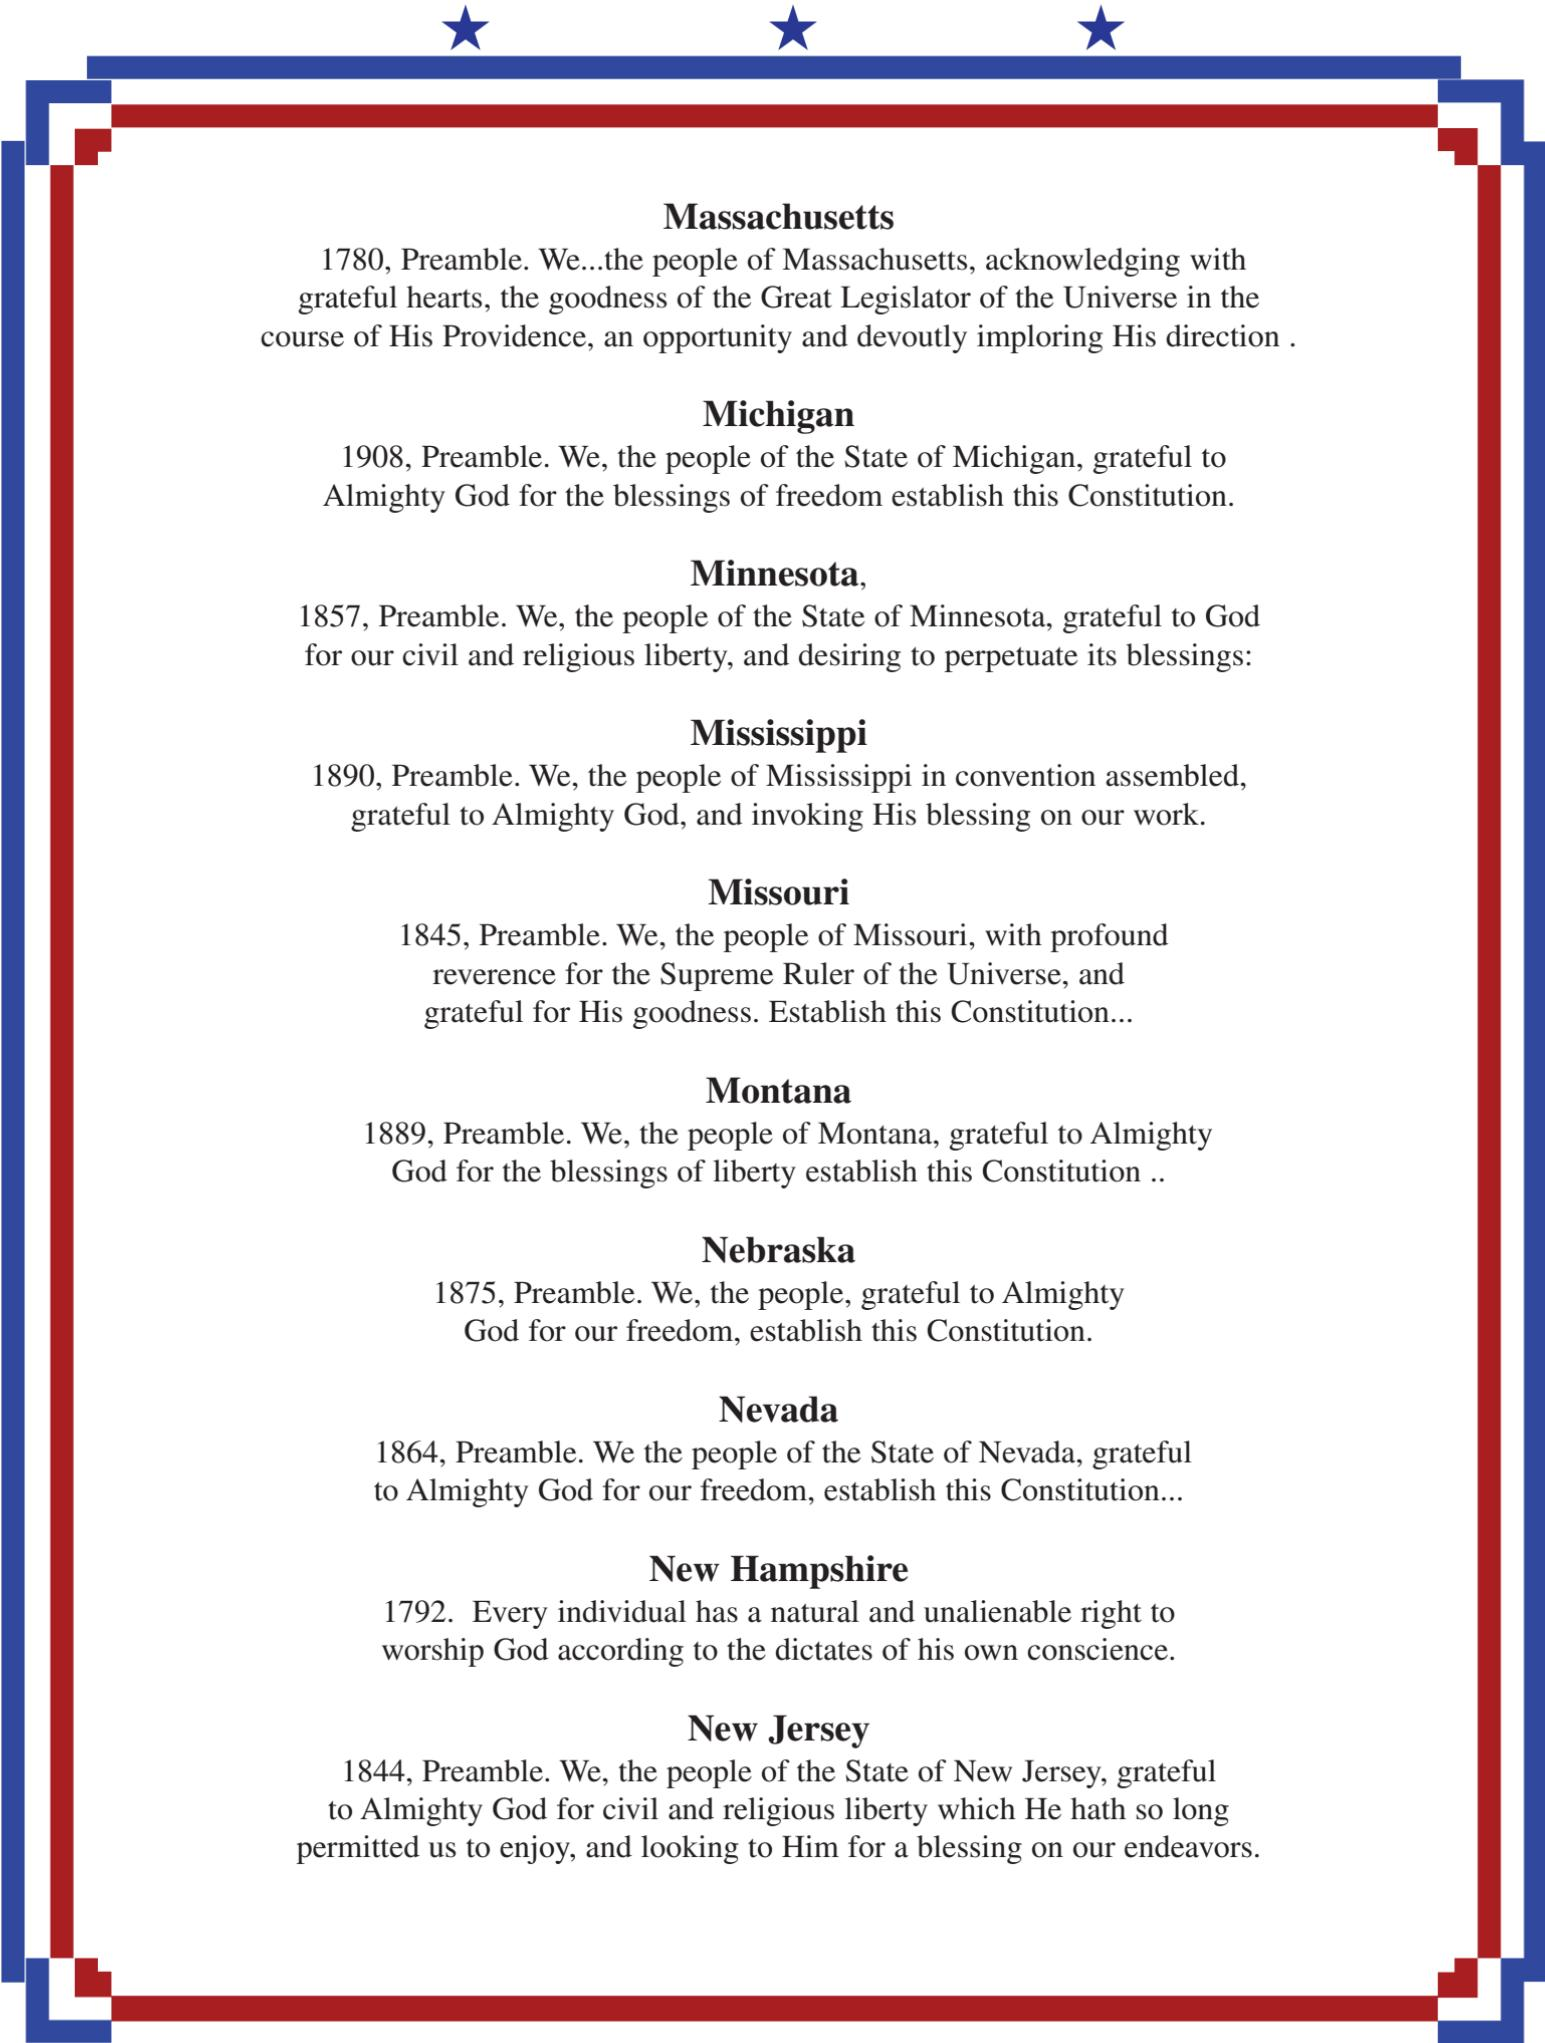 Massachusetts
1780, Preamble. We...the people of Massachusetts, acknowledging with
grateful hearts, the goodness of the Great Legislator of the Universe in the
course of His Providence, an opportunity and devoutly imploring His direction .
Michigan
1908, Preamble. We, the people of the State of Michigan, grateful to
Almighty God for the blessings of freedom establish this Constitution.
Minnesota,
1857, Preamble. We, the people of the State of Minnesota, grateful to God
for our civil and religious liberty, and desiring to perpetuate its blessings:
Mississippi
1890, Preamble. We, the people of Mississippi in convention assembled,
grateful to Almighty God, and invoking His blessing on our work.
Missouri
1845, Preamble. We, the people of Missouri, with profound
reverence for the Supreme Ruler of the Universe, and
grateful for His goodness. Establish this Constitution...
Montana
1889, Preamble. We, the people of Montana, grateful to Almighty
God for the blessings of liberty establish this Constitution ..
Nebraska
1875, Preamble. We, the people, grateful to Almighty
God for our freedom, establish this Constitution.
Nevada
1864, Preamble. We the people of the State of Nevada, grateful
to Almighty God for our freedom, establish this Constitution...
New Hampshire
1792.  Every individual has a natural and unalienable right to
worship God according to the dictates of his own conscience.
New Jersey
1844, Preamble. We, the people of the State of New Jersey, grateful
to Almighty God for civil and religious liberty which He hath so long
permitted us to enjoy, and looking to Him for a blessing on our endeavors.